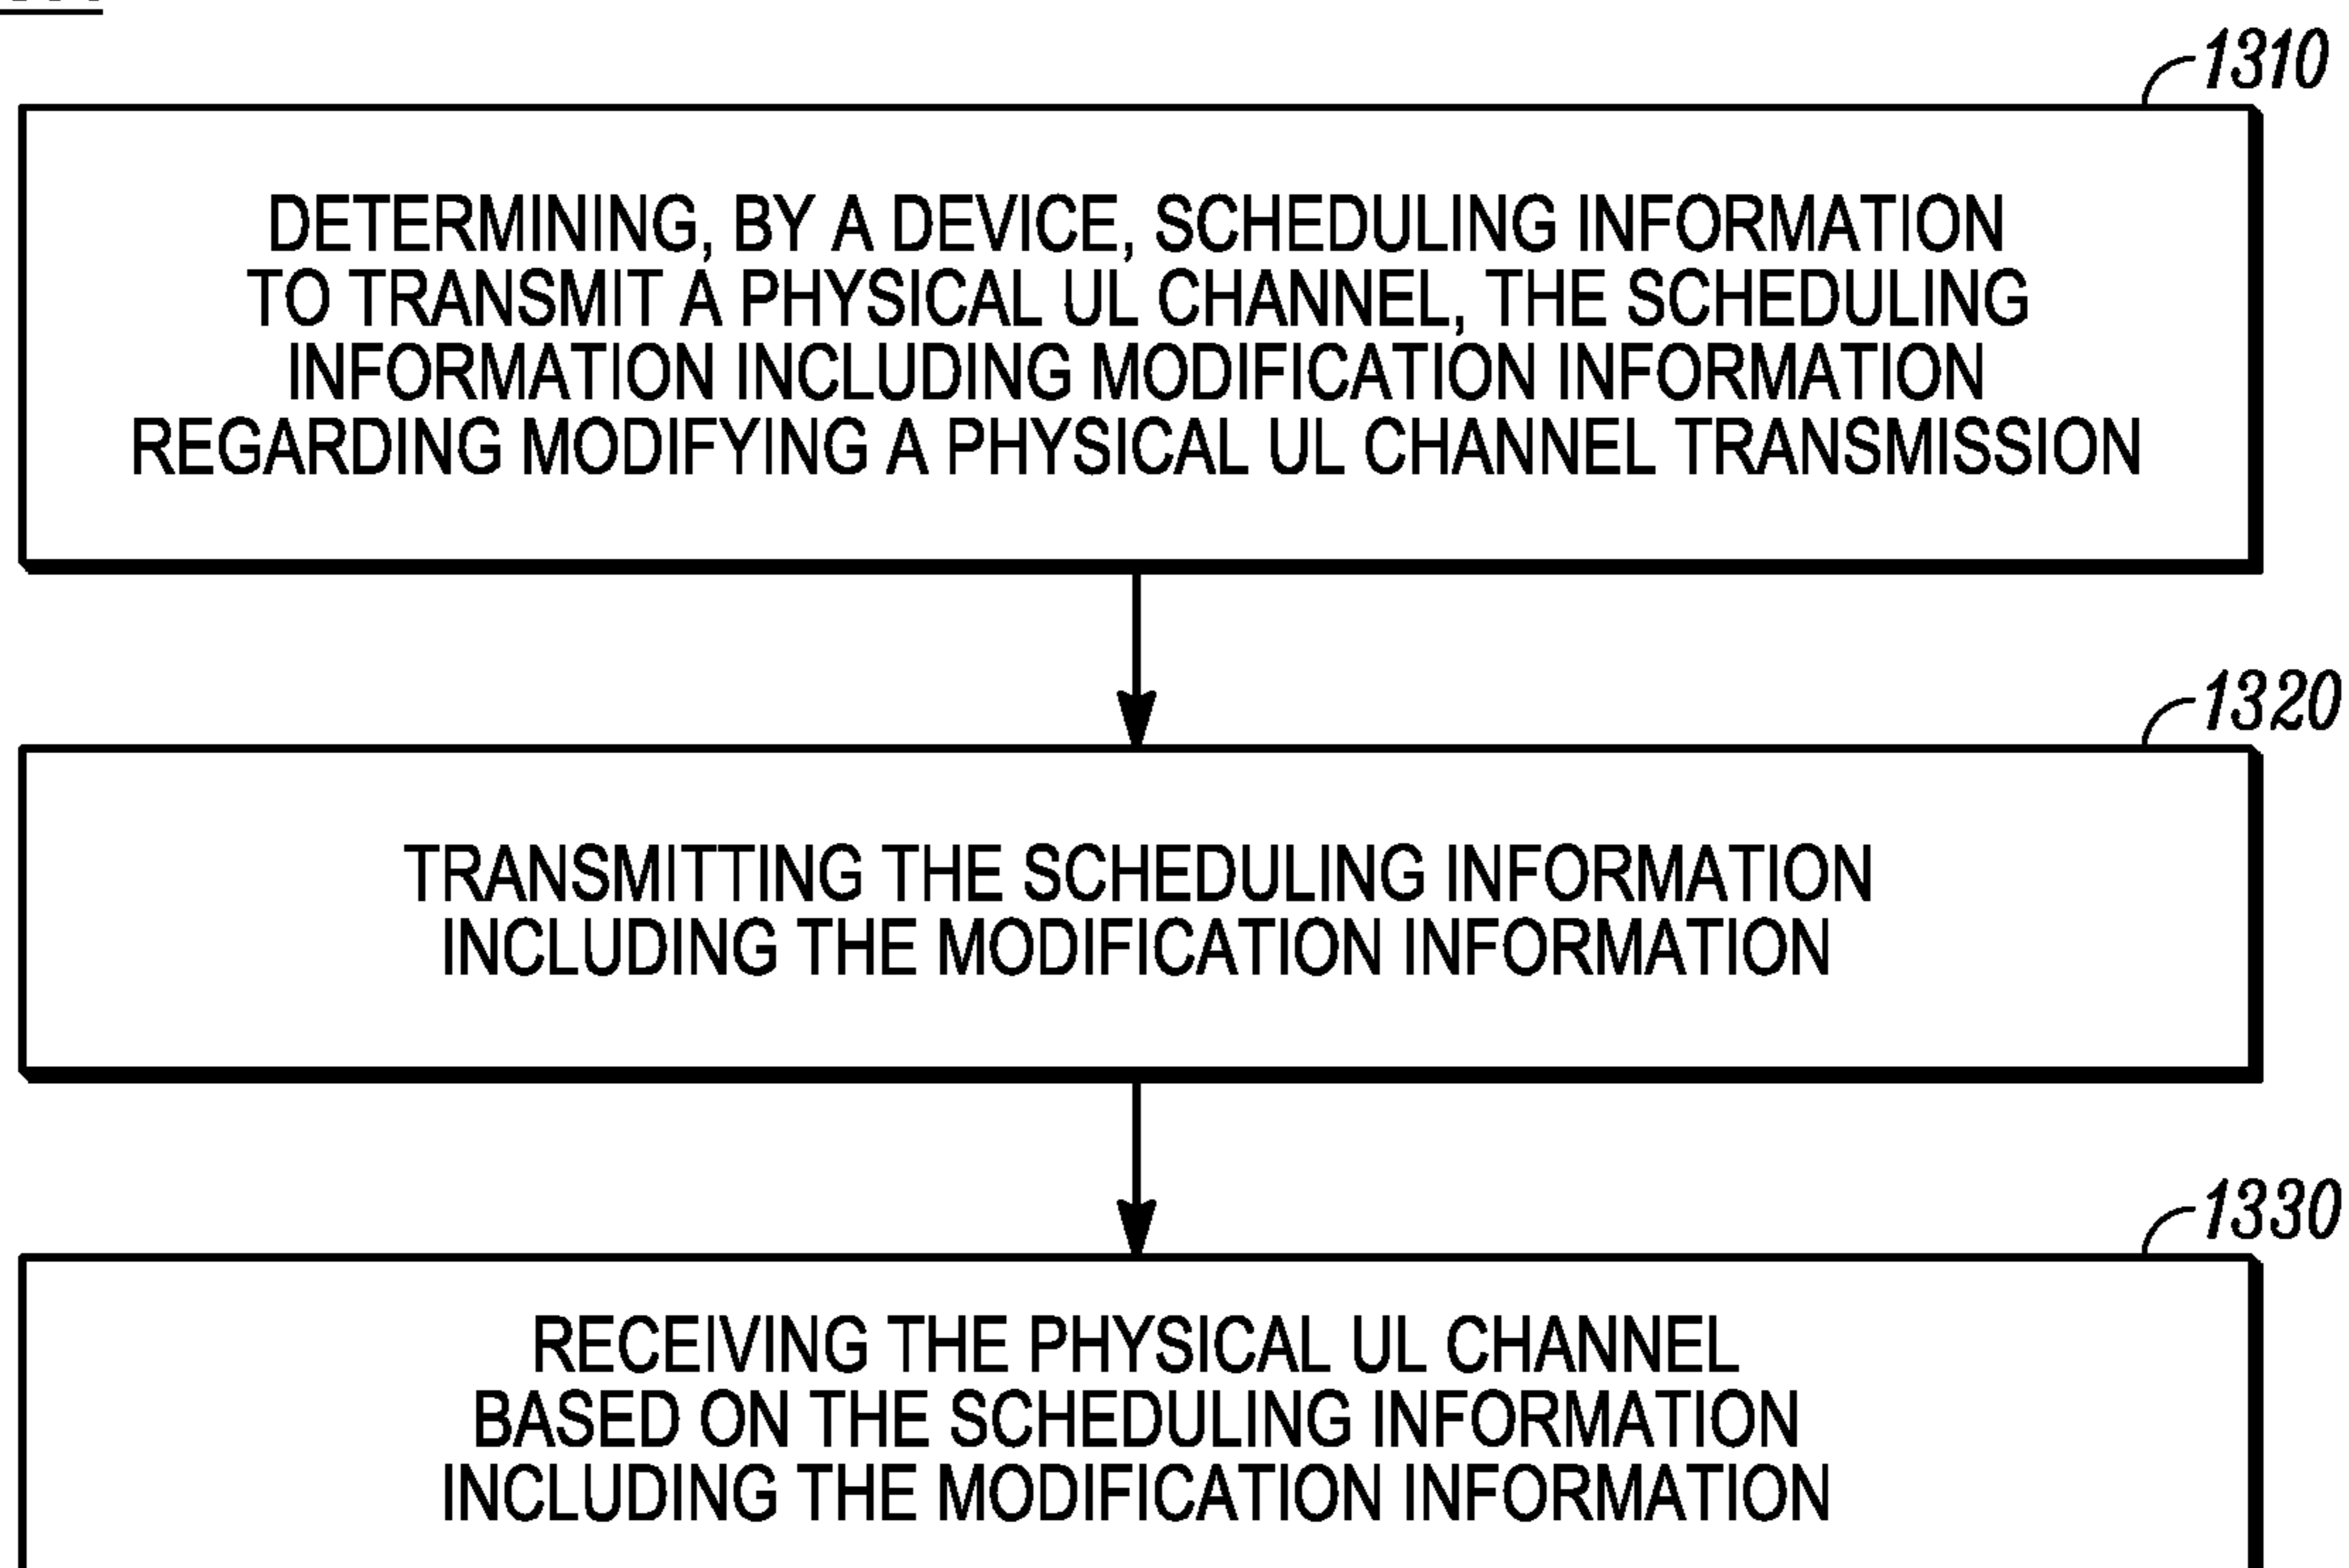 1310
DETERMINING, BY A DEVICE, SCHEDULING INFORMATION
TO TRANSMIT A PHYSICAL UL CHANNEL, THE SCHEDULING
INFORMATION INCLUDING MODIFICATION INFORMATION
REGARDING MODIFYING A PHYSICAL UL CHANNEL TRANSMISSION
1320
TRANSMITTING THE SCHEDULING INFORMATION
INCLUDING THE MODIFICATION INFORMATION
1330
RECEIVING THE PHYSICAL UL CHANNEL
BASED ON THE SCHEDULING INFORMATION
INCLUDING THE MODIFICATION INFORMATION